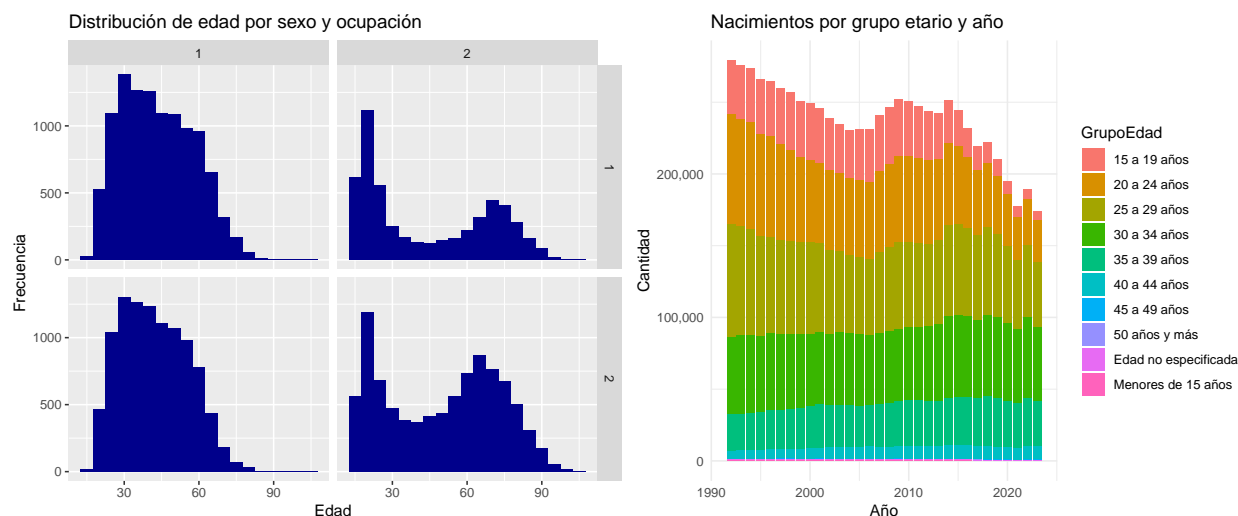 Distribución de edad por sexo y ocupación
1
2
1
2
1000
500
0
1000
500
0
30
60
90
30
60
90
Frecuencia
Edad
Nacimientos por grupo etario y año
200,000
100,000
0
1990
2000
2010
2020
Cantidad
Año
GrupoEdad
15 a 19 años
20 a 24 años
25 a 29 años
30 a 34 años
35 a 39 años
40 a 44 años
45 a 49 años
50 años y más
Edad no especificada
Menores de 15 años